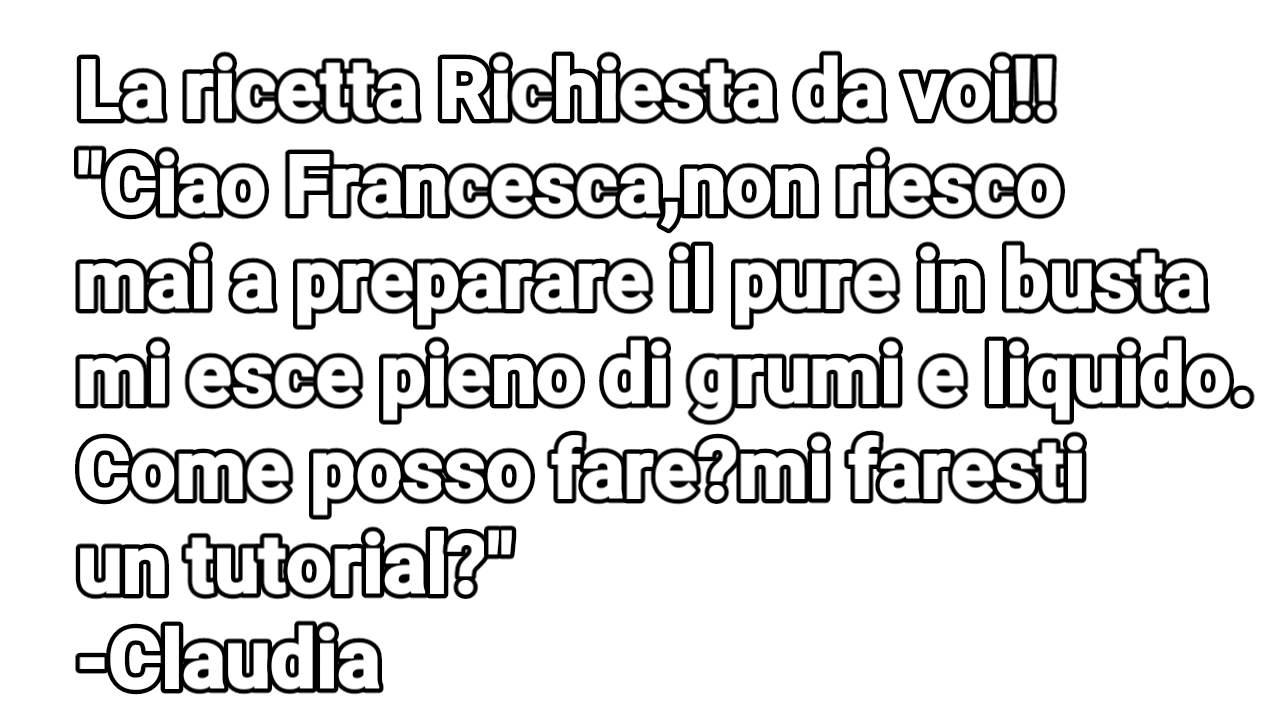 La ricetta Richiesta da voi!!
"Ciao Francesca,non riesco
mai a preparare il pure in busta
mi esce pieno di grumi e liquido.
Come posso fare?mi faresti
un tutorial?"
-Claudia